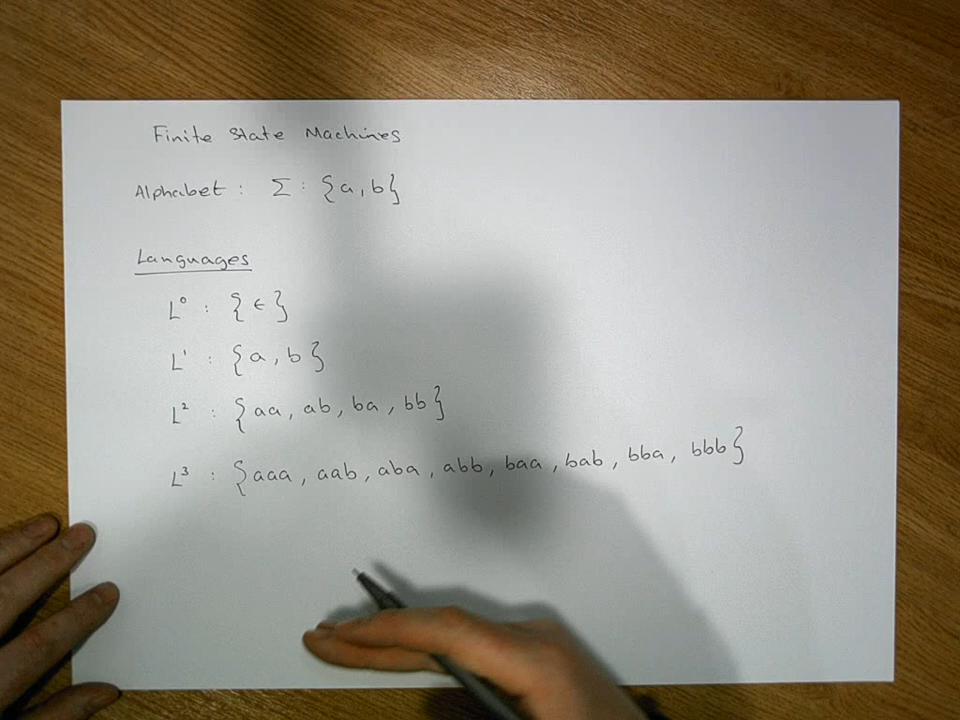 Finite State Machines
Alphabet : Σ : {a, b}
Languages
L⁰ : {ϵ}
L¹ : {a, b}
L² : {aa, ab, ba, bb}
L³ : {aaa, aab, aba, abb, baa, bab, bba, bbb}